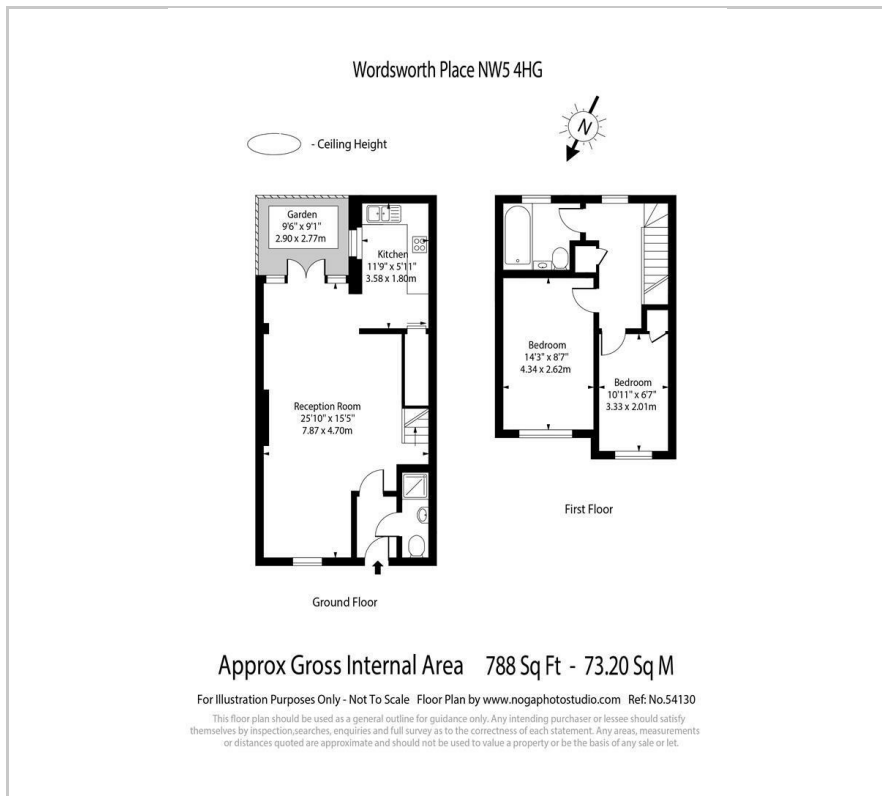 Wordsworth Place NW5 4HG
N
- Ceiling Height
Garden
9'6" x 9'1"
2.90 x 2.77m
Kitchen
11'9" x 5'11"
3.58 x 1.80m
Reception Room
25'10" x 15'5"
7.87 x 4.70m
Ground Floor
Bedroom
14'3" x 8'7"
4.34 x 2.62m
Bedroom
10'11" x 6'7"
3.33 x 2.01m
First Floor
Approx Gross Internal Area 788 Sq Ft - 73.20 Sq M
For Illustration Purposes Only - Not To Scale Floor Plan by www.nogaphotostudio.com Ref: No.54130
This floor plan should be used as a general outline for guidance only. Any intending purchaser or lessee should satisfy
themselves by inspection,searches, enquiries and full survey as to the correctness of each statement. Any areas, measurements
or distances quoted are approximate and should not be used to value a property or be the basis of any sale or let.